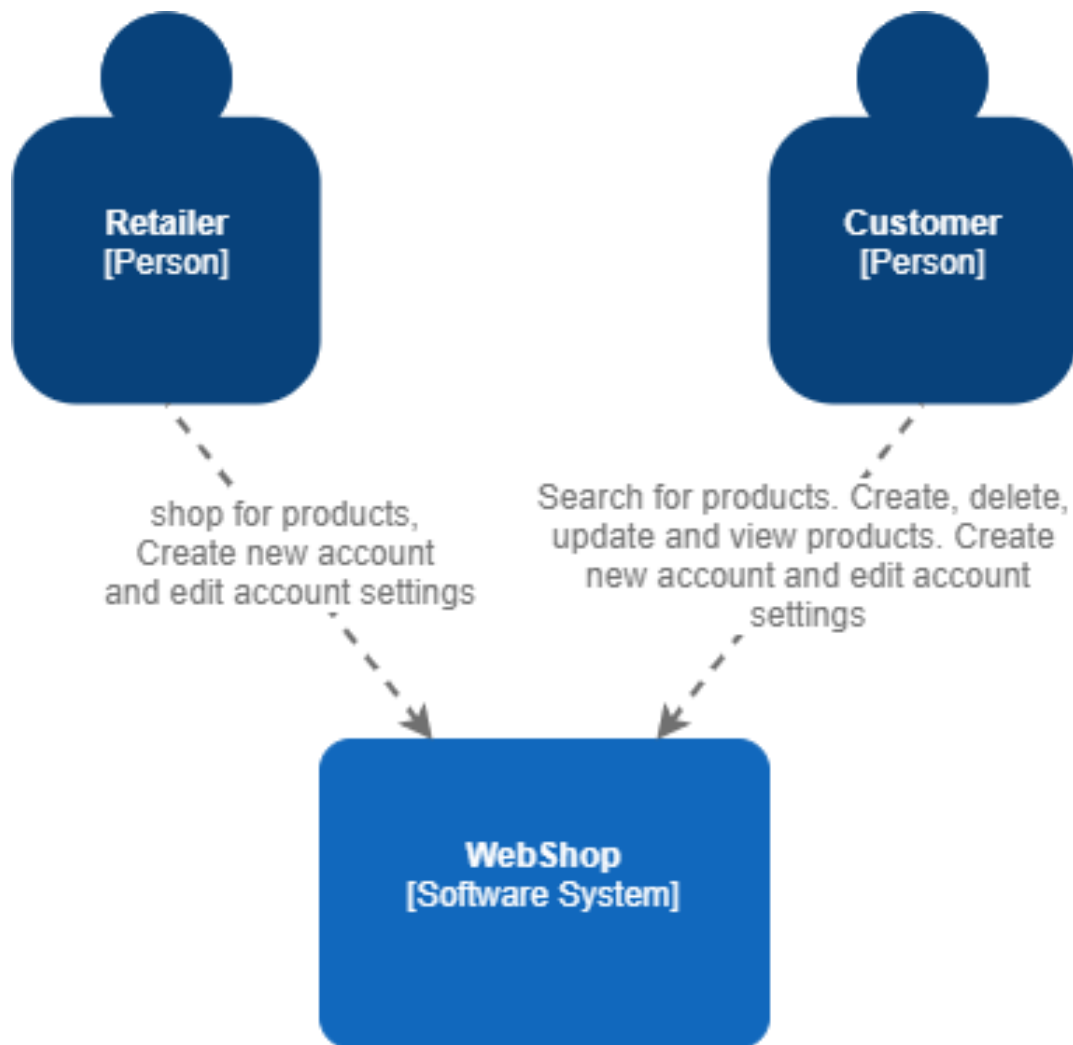 Retailer
[Person]
Customer
[Person]
shop for products,
Create new account
and edit account settings
Search for products. Create, delete,
update and view products. Create
new account and edit account
settings
WebShop
[Software System]